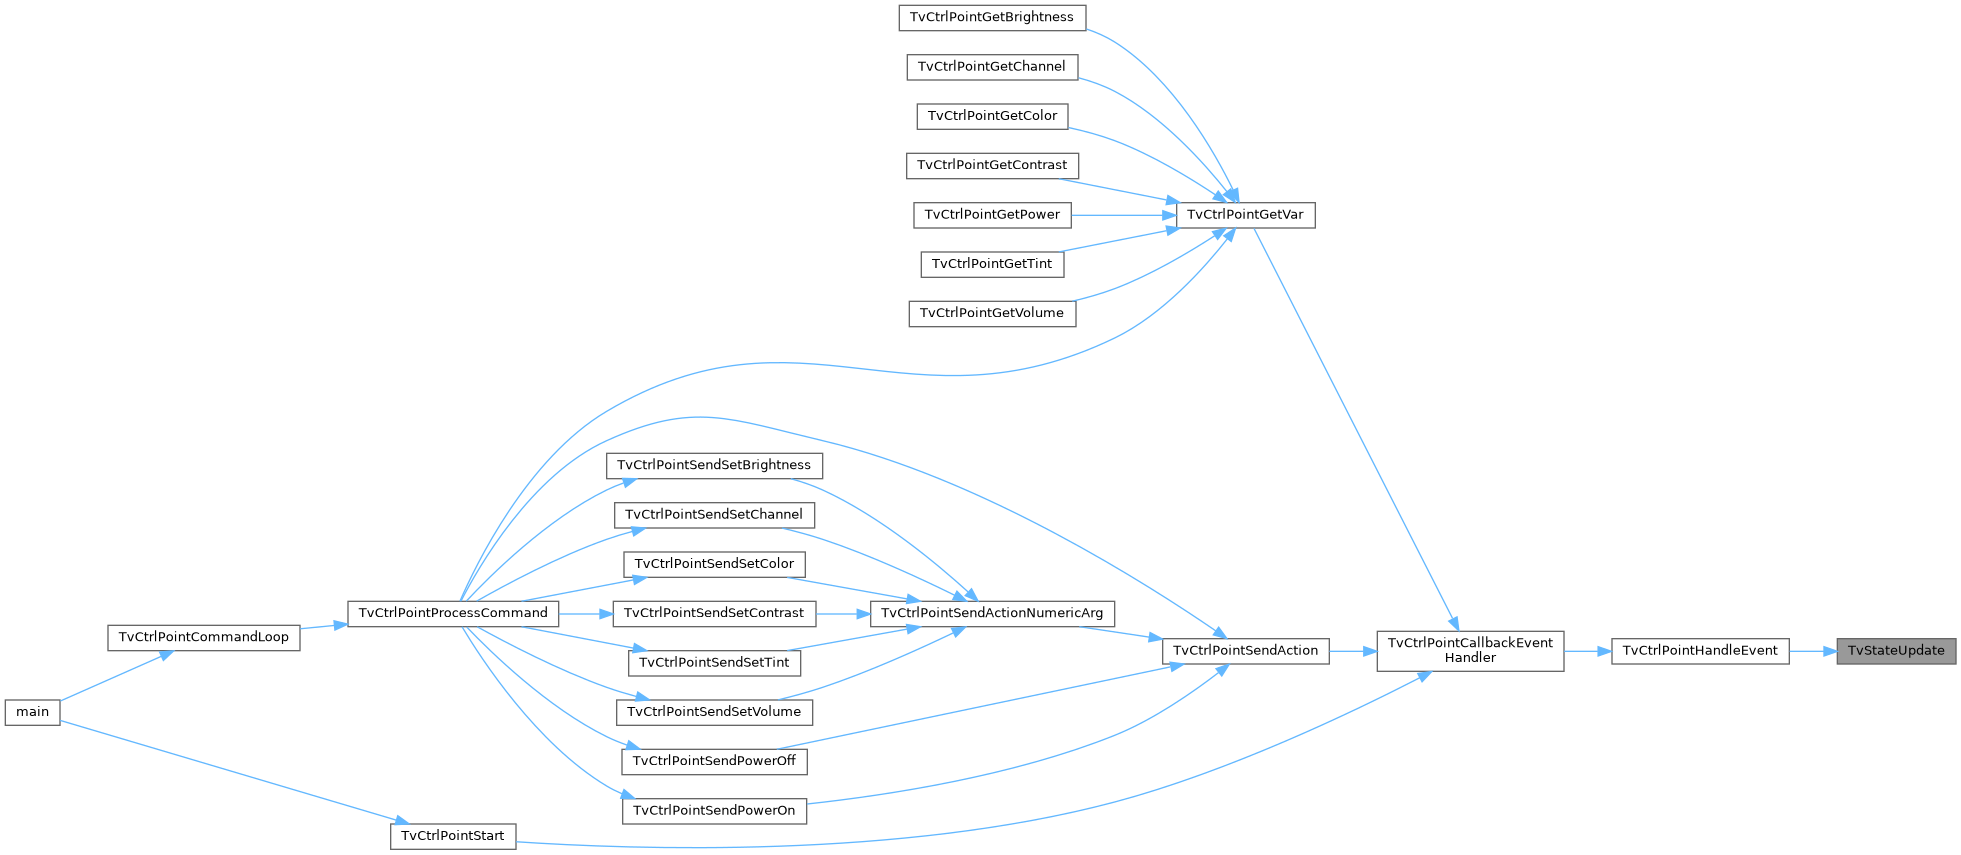 TvCtrlPointGetBrightness
TvCtrlPointGetChannel
TvCtrlPointGetColor
TvCtrlPointGetContrast
TvCtrlPointGetPower
TvCtrlPointGetVar
TvCtrlPointGetTint
TvCtrlPointGetVolume
TvCtrlPointSendSetBrightness
TvCtrlPointSendSetChannel
TvCtrlPointSendSetColor
TvCtrlPointProcessCommand
TvCtrlPointSendSetContrast
TvCtrlPointSendActionNumericArg
TvCtrlPointCommandLoop
TvCtrlPointSendSetTint
TvCtrlPointSendAction
TvCtrlPointCallbackEvent
Handler
TvCtrlPointHandleEvent
TvStateUpdate
main
TvCtrlPointSendSetVolume
TvCtrlPointSendPowerOff
TvCtrlPointSendPowerOn
TvCtrlPointStart